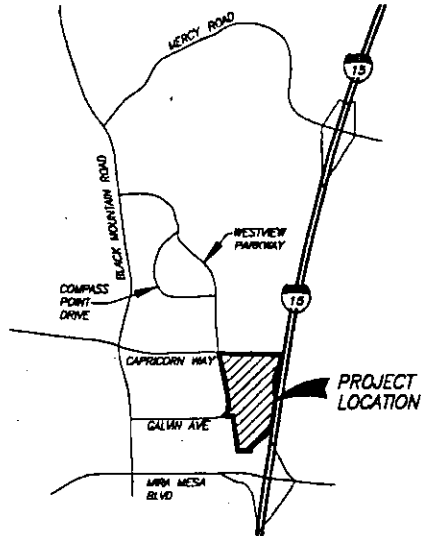 MERCY ROAD
15
BLACK MOUNTAIN ROAD
WESTVIEW
PARKWAY
COMPASS
POINT
DRIVE
15
CAPRICORN WAY
PROJECT
LOCATION
GALVIN AVE
MIRA MESA
BLVD